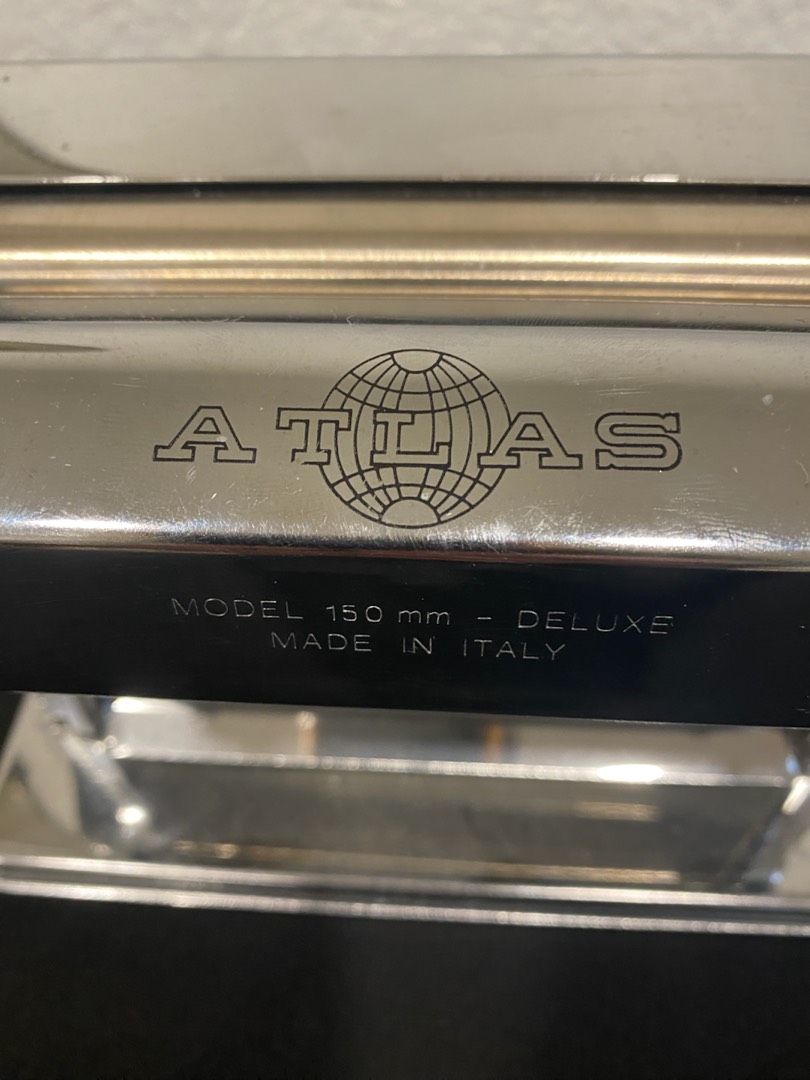 ATLAS
MODEL 150 mm - DELUXE
MADE IN ITALY